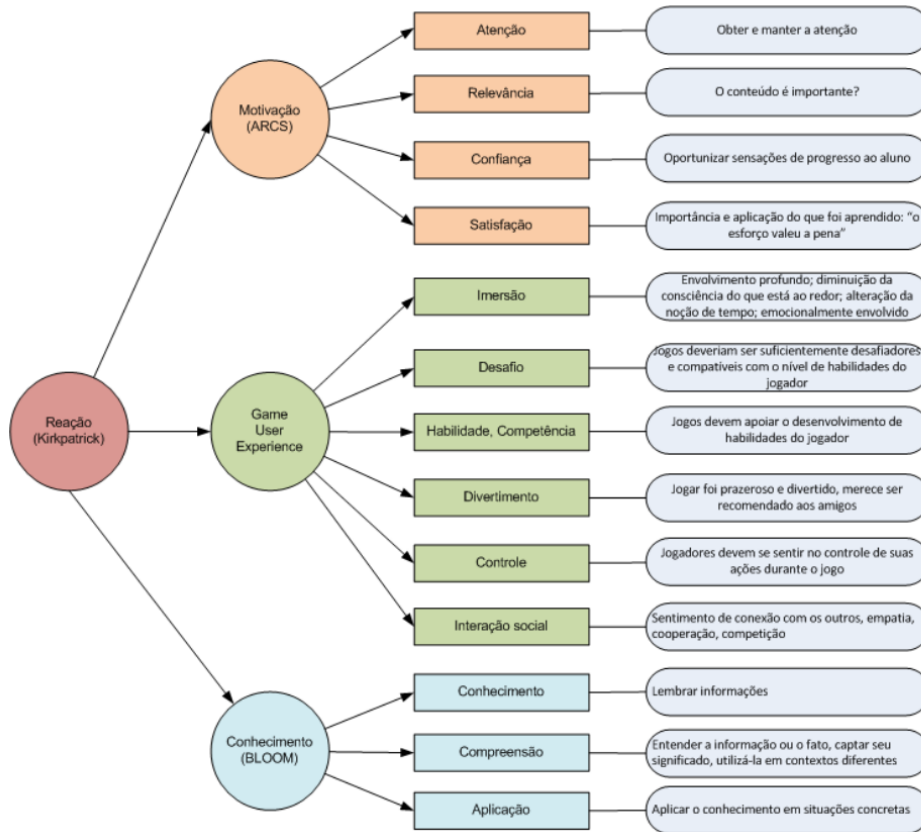 Reação
(Kirkpatrick)
Motivação
(ARCS)
Atenção
Obter e manter a atenção
Relevância
O conteúdo é importante?
Confiança
Oportunizar sensações de progresso ao aluno
Satisfação
Importância e aplicação do que foi aprendido: “o
esforço valeu a pena”
Game
User
Experience
Imersão
Envolvimento profundo; diminuição da
consciência do que está ao redor; alteração da
noção de tempo; emocionalmente envolvido
Desafio
Jogos deveriam ser suficientemente desafiadores
e compatíveis com o nível de habilidades do
jogador
Habilidade, Competência
Jogos devem apoiar o desenvolvimento de
habilidades do jogador
Divertimento
Jogar foi prazeroso e divertido, merece ser
recomendado aos amigos
Controle
Jogadores devem se sentir no controle de suas
ações durante o jogo
Interação social
Sentimento de conexão com os outros, empatia,
cooperação, competição
Conhecimento
(BLOOM)
Conhecimento
Lembrar informações
Compreensão
Entender a informação ou o fato, captar seu
significado, utilizá-la em contextos diferentes
Aplicação
Aplicar o conhecimento em situações concretas